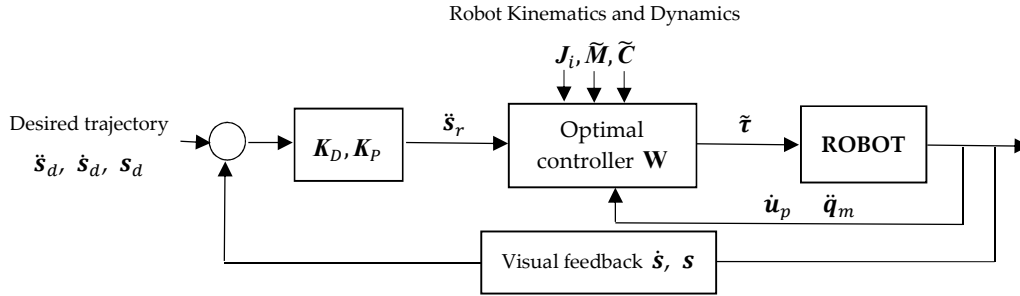 Robot Kinematics and Dynamics
J_i, M̃, C̃
Desired trajectory
s̈_d, ṡ_d, s_d
K_D, K_P
s̈_r
Optimal
controller W
τ̃
ROBOT
u̇_p q̈_m
Visual feedback ṡ, s